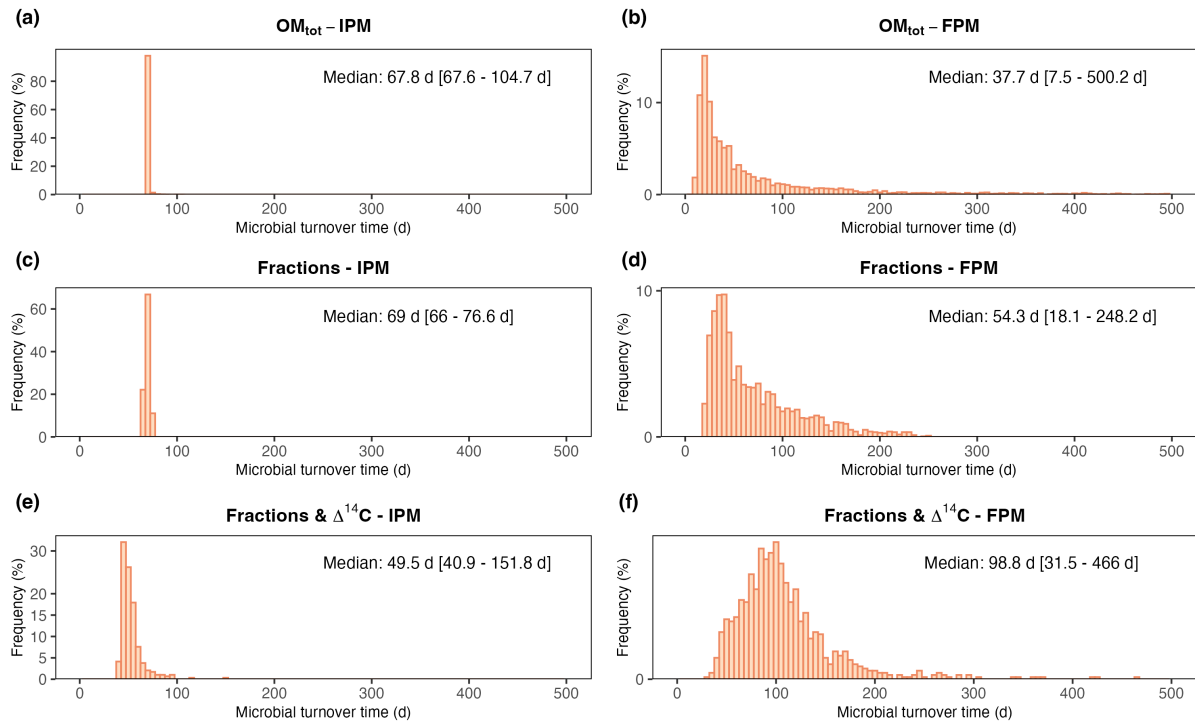 (a)
OMtot – IPM
Median: 67.8 d [67.6 - 104.7 d]
Frequency (%)
80
60
40
20
0
0 100 200 300 400 500
Microbial turnover time (d)
(b)
OMtot – FPM
Median: 37.7 d [7.5 - 500.2 d]
Frequency (%)
10
0
0 100 200 300 400 500
Microbial turnover time (d)
(c)
Fractions - IPM
Median: 69 d [66 - 76.6 d]
Frequency (%)
60
40
20
0
0 100 200 300 400 500
Microbial turnover time (d)
(d)
Fractions - FPM
Median: 54.3 d [18.1 - 248.2 d]
Frequency (%)
10
0
0 100 200 300 400 500
Microbial turnover time (d)
(e)
Fractions & Δ¹⁴C - IPM
Median: 49.5 d [40.9 - 151.8 d]
Frequency (%)
30
20
15
10
5
0
0 100 200 300 400 500
Microbial turnover time (d)
(f)
Fractions & Δ¹⁴C - FPM
Median: 98.8 d [31.5 - 466 d]
Frequency (%)
0
0 100 200 300 400 500
Microbial turnover time (d)